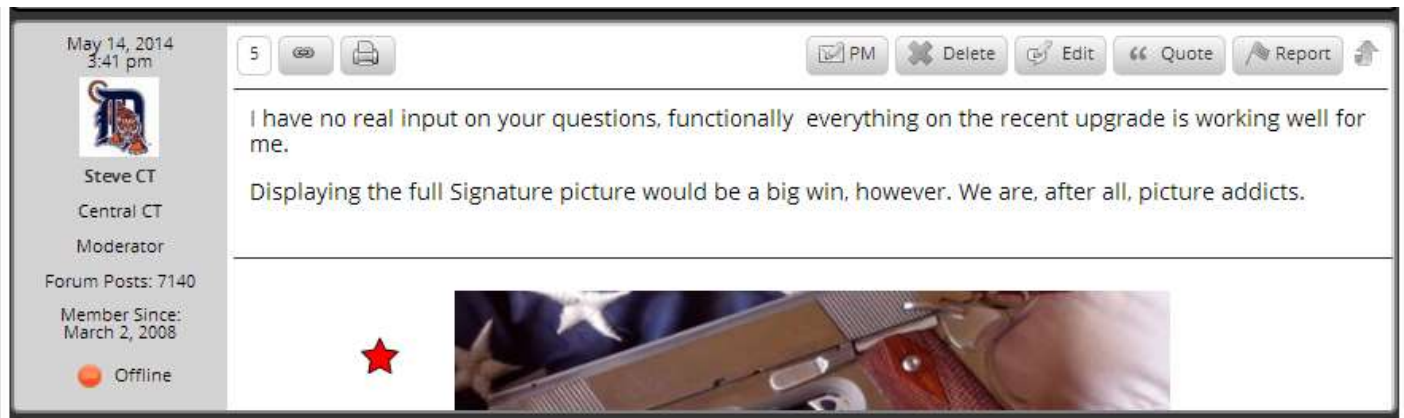 May 14, 2014
3:41 pm
Steve CT
Central CT
Moderator
Forum Posts: 7140
Member Since:
March 2, 2008
Offline
5
PM
Delete
Edit
Quote
Report
I have no real input on your questions, functionally  everything on the recent upgrade is working well for
me.
Displaying the full Signature picture would be a big win, however. We are, after all, picture addicts.